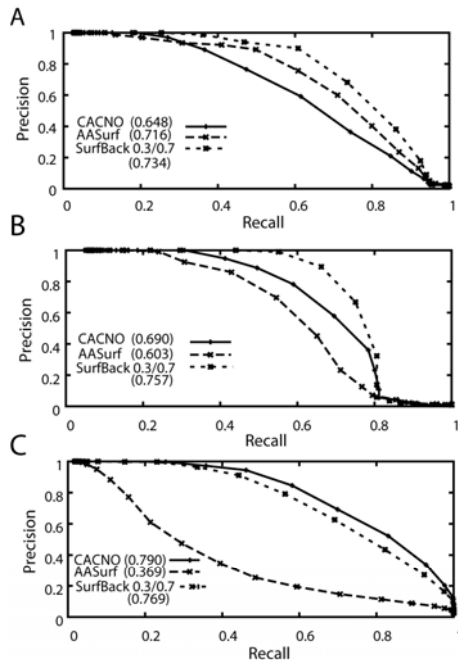 A
Precision
1
0.8
0.6
0.4
0.2
0
CACNO (0.648)
AASurf (0.716)
SurfBack 0.3/0.7
(0.734)
0 0.2 0.4 0.6 0.8 1
Recall
B
Precision
1
0.8
0.6
0.4
0.2
0
CACNO (0.690)
AASurf (0.603)
SurfBack 0.3/0.7
(0.757)
0 0.2 0.4 0.6 0.8 1
Recall
C
Precision
1
0.8
0.6
0.4
0.2
0
CACNO (0.790)
AASurf (0.369)
SurfBack 0.3/0.7
(0.769)
0 0.2 0.4 0.6 0.8 1
Recall